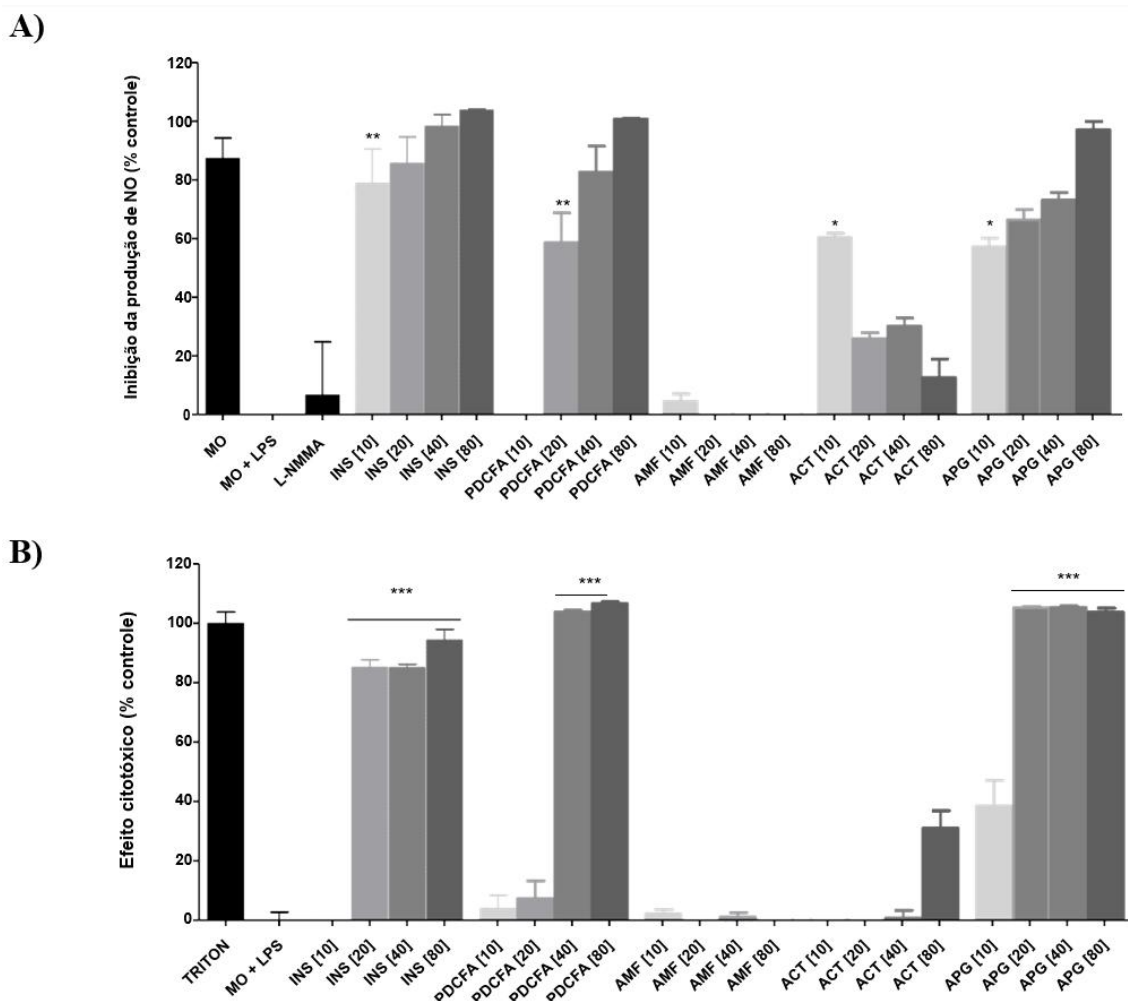 A)
Inibição da produção de NO (% controle)
120
100
80
60
40
20
0
**
**
*
*
MO
MO + LPS
L-NMMA
INS [10]
INS [20]
INS [40]
INS [80]
PDCFA [10]
PDCFA [20]
PDCFA [40]
PDCFA [80]
AMF [10]
AMF [20]
AMF [40]
AMF [80]
ACT [10]
ACT [20]
ACT [40]
ACT [80]
APG [10]
APG [20]
APG [40]
APG [80]
B)
Efeito citotóxico (% controle)
120
100
80
60
40
20
0
***
***
***
TRITON
MO + LPS
INS [10]
INS [20]
INS [40]
INS [80]
PDCFA [10]
PDCFA [20]
PDCFA [40]
PDCFA [80]
AMF [10]
AMF [20]
AMF [40]
AMF [80]
ACT [10]
ACT [20]
ACT [40]
ACT [80]
APG [10]
APG [20]
APG [40]
APG [80]